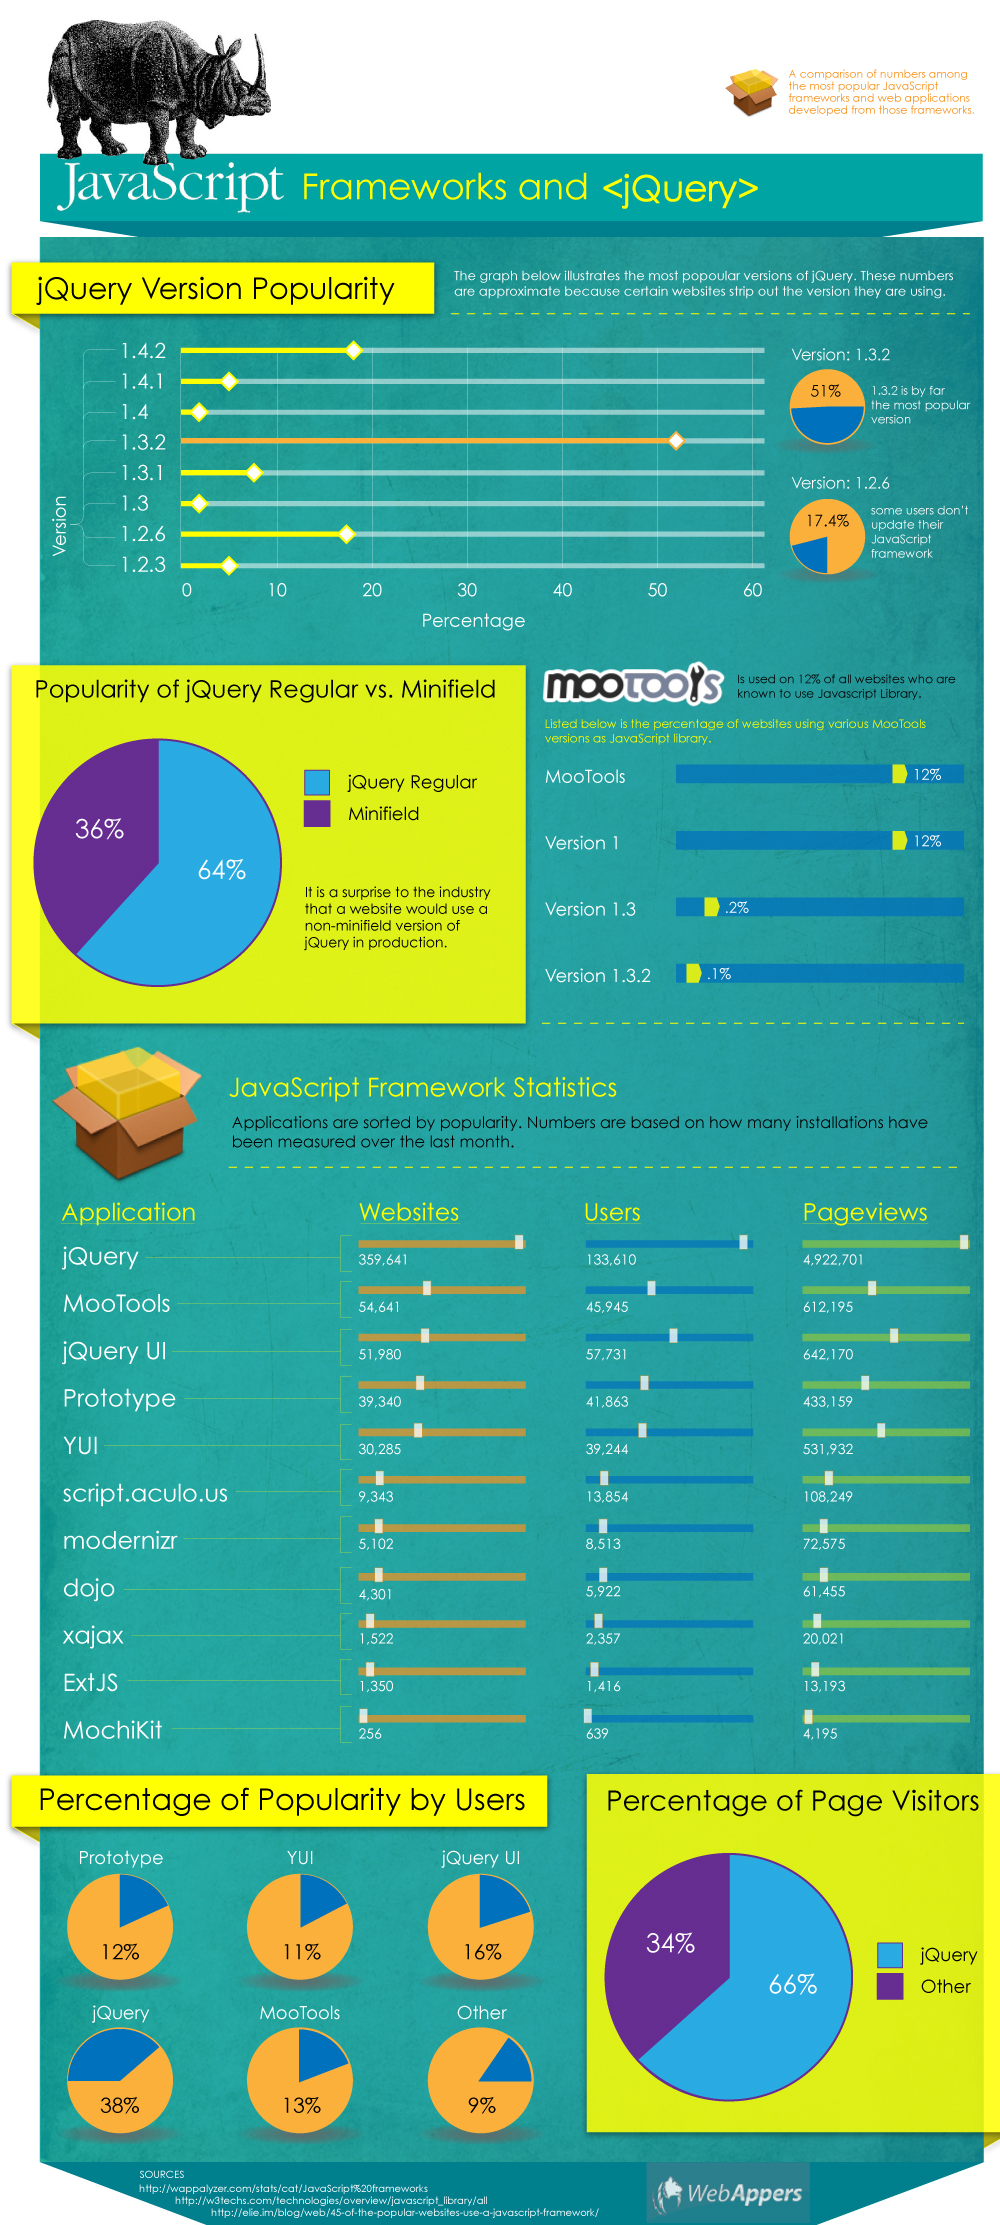 A comparison of numbers among
the most popular JavaScript
frameworks and web applications
developed from those frameworks.
JavaScript Frameworks and <jQuery>
jQuery Version Popularity
The graph below illustrates the most popoular versions of jQuery. These numbers
are approximate because certain websites strip out the version they are using.
Version
1.4.2
1.4.1
1.4
1.3.2
1.3.1
1.3
1.2.6
1.2.3
0 10 20 30 40 50 60
Percentage
Version: 1.3.2
51%
1.3.2 is by far
the most popular
version
Version: 1.2.6
17.4%
some users don't
update their
JavaScript
framework
Popularity of jQuery Regular vs. Minifield
36%
64%
jQuery Regular
Minifield
It is a surprise to the industry
that a website would use a
non-minifield version of
jQuery in production.
mootools
Is used on 12% of all websites who are
known to use Javascript Library.
Listed below is the percentage of websites using various MooTools
versions as JavaScript library.
MooTools 12%
Version 1 12%
Version 1.3 .2%
Version 1.3.2 .1%
JavaScript Framework Statistics
Applications are sorted by popularity. Numbers are based on how many installations have
been measured over the last month.
Application Websites Users Pageviews
jQuery 359,641 133,610 4,922,701
MooTools 54,641 45,945 612,195
jQuery UI 51,980 57,731 642,170
Prototype 39,340 41,863 433,159
YUI 30,285 39,244 531,932
script.aculo.us 9,343 13,854 108,249
modernizr 5,102 8,513 72,575
dojo 4,301 5,922 61,455
xajax 1,522 2,357 20,021
ExtJS 1,350 1,416 13,193
MochiKit 256 639 4,195
Percentage of Popularity by Users
Prototype YUI jQuery UI
12% 11% 16%
jQuery MooTools Other
38% 13% 9%
Percentage of Page Visitors
34%
66%
jQuery
Other
SOURCES
http://wappalyzer.com/stats/cat/JavaScript%20frameworks
http://w3techs.com/technologies/overview/javascript_library/all
http://elie.im/blog/web/45-of-the-popular-websites-use-a-javascript-framework/
WebAppers